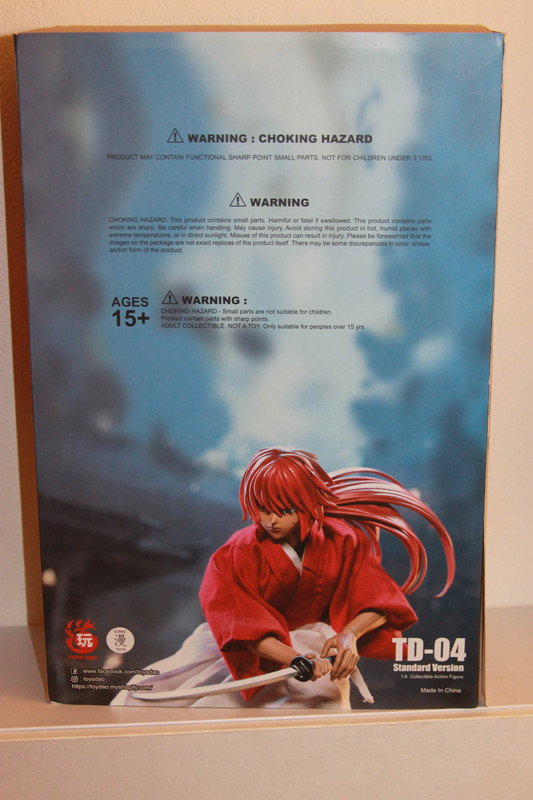 WARNING : CHOKING HAZARD
PRODUCT MAY CONTAIN FUNCTIONAL SHARP POINT SMALL PARTS. NOT FOR CHILDREN UNDER 3 YRS.
WARNING
CHOKING HAZARD: This product contains small parts. Harmful or fatal if swallowed. This product contains parts
which are sharp. Be careful when handling. May cause injury. Avoid storing this product in hot, humid places with
extreme temperatures, or in direct sunlight. Misuse of this product can result in injury. Please be forewarned that the
images on the package are not exact replicas of the product itself. There may be some discrepancies in color, shape,
and/or form of the product.
AGES
15+
WARNING :
CHOKING HAZARD - Small parts are not suitable for children.
Product contain parts with sharp points.
ADULT COLLECTIBLE. NOT A TOY. Only suitable for peoples over 15 yrs.
玩
TOYS DAO
COMIC
漫
TOYS
: www.facebook.com/toysdao
: toysdao
https://toydao.myshopify.com/
TD-04
Standard Version
1:6 Collectible Action Figure
Made In China